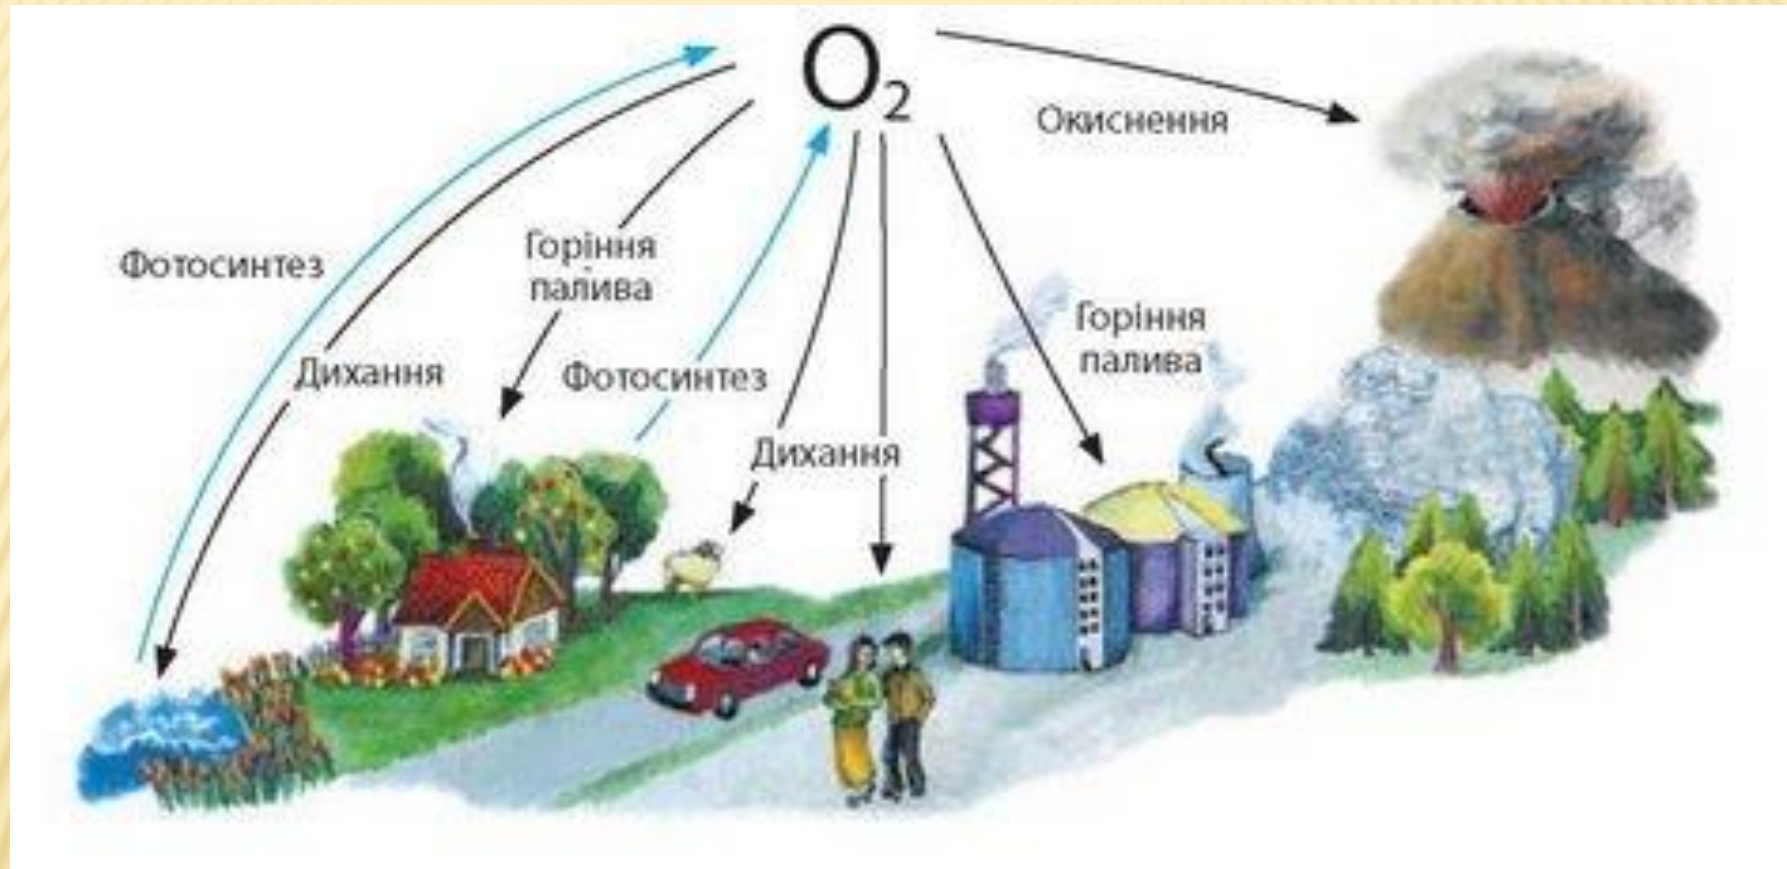 O₂
Окиснення
Фотосинтез
Горіння
палива
Горіння
палива
Дихання
Фотосинтез
Дихання